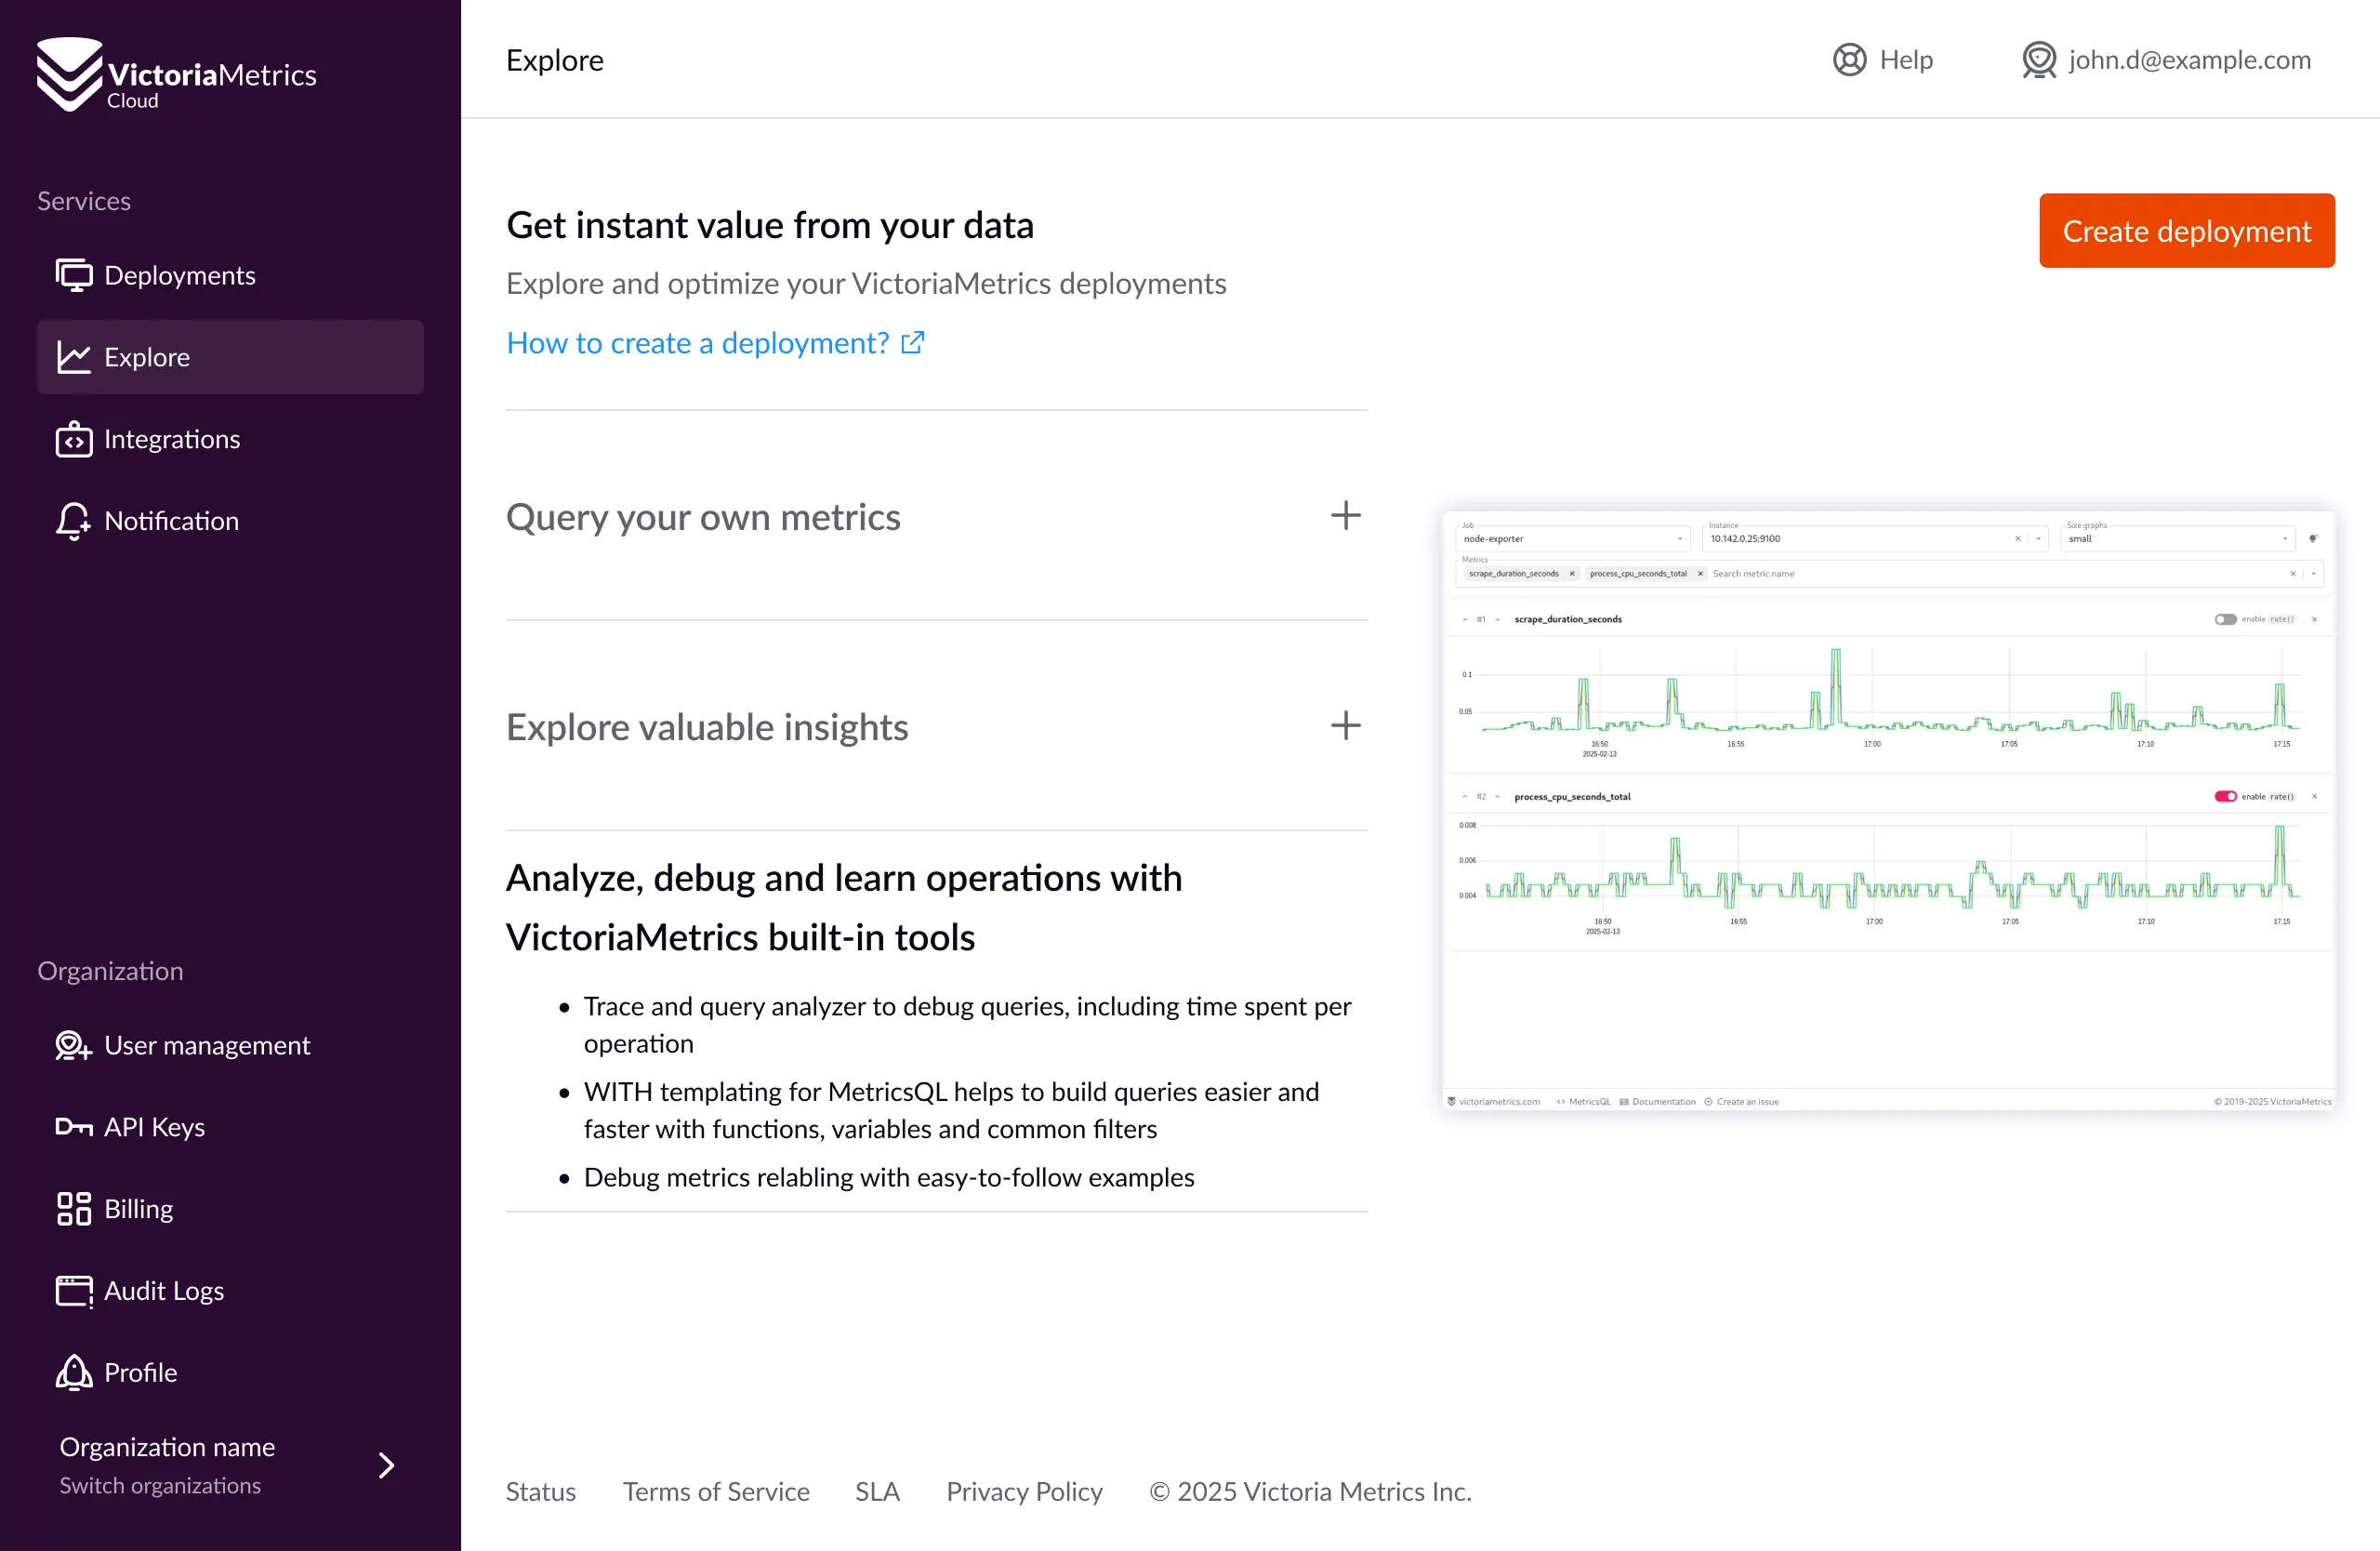 VictoriaMetrics
Cloud
Services
Deployments
Explore
Integrations
Notification
Organization
User management
API Keys
Billing
Audit Logs
Profile
Organization name
Switch organizations
Explore
Help
john.d@example.com
Get instant value from your data
Create deployment
Explore and optimize your VictoriaMetrics deployments
How to create a deployment?
Query your own metrics
Explore valuable insights
Analyze, debug and learn operations with
VictoriaMetrics built-in tools
Trace and query analyzer to debug queries, including time spent per
operation
WITH templating for MetricsQL helps to build queries easier and
faster with functions, variables and common filters
Debug metrics relabling with easy-to-follow examples
Job
node-exporter
Instance
10.142.0.25:9100
Size graphs
small
Metrics
scrape_duration_seconds
process_cpu_seconds_total
Search metric name
#1 scrape_duration_seconds
enable rate()
0.1
0.05
16:50 16:55 17:00 17:05 17:10 17:15
2025-02-13
#2 process_cpu_seconds_total
enable rate()
0.008
0.006
0.004
16:50 16:55 17:00 17:05 17:10 17:15
2025-02-13
victoriametrics.com MetricsQL Documentation Create an issue © 2019-2025 VictoriaMetrics
Status Terms of Service SLA Privacy Policy © 2025 Victoria Metrics Inc.